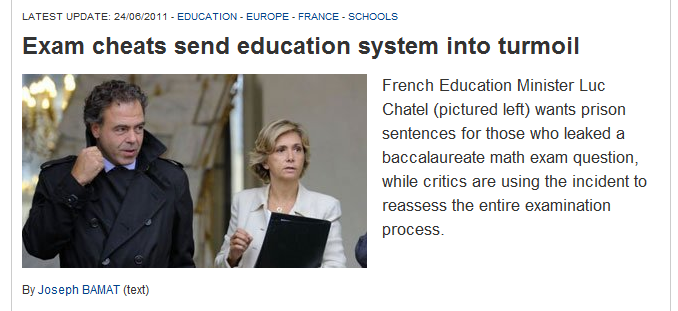 LATEST UPDATE: 24/06/2011 - EDUCATION - EUROPE - FRANCE - SCHOOLS
Exam cheats send education system into turmoil
French Education Minister Luc
Chatel (pictured left) wants prison
sentences for those who leaked a
baccalaureate math exam question,
while critics are using the incident to
reassess the entire examination
process.
By Joseph BAMAT (text)